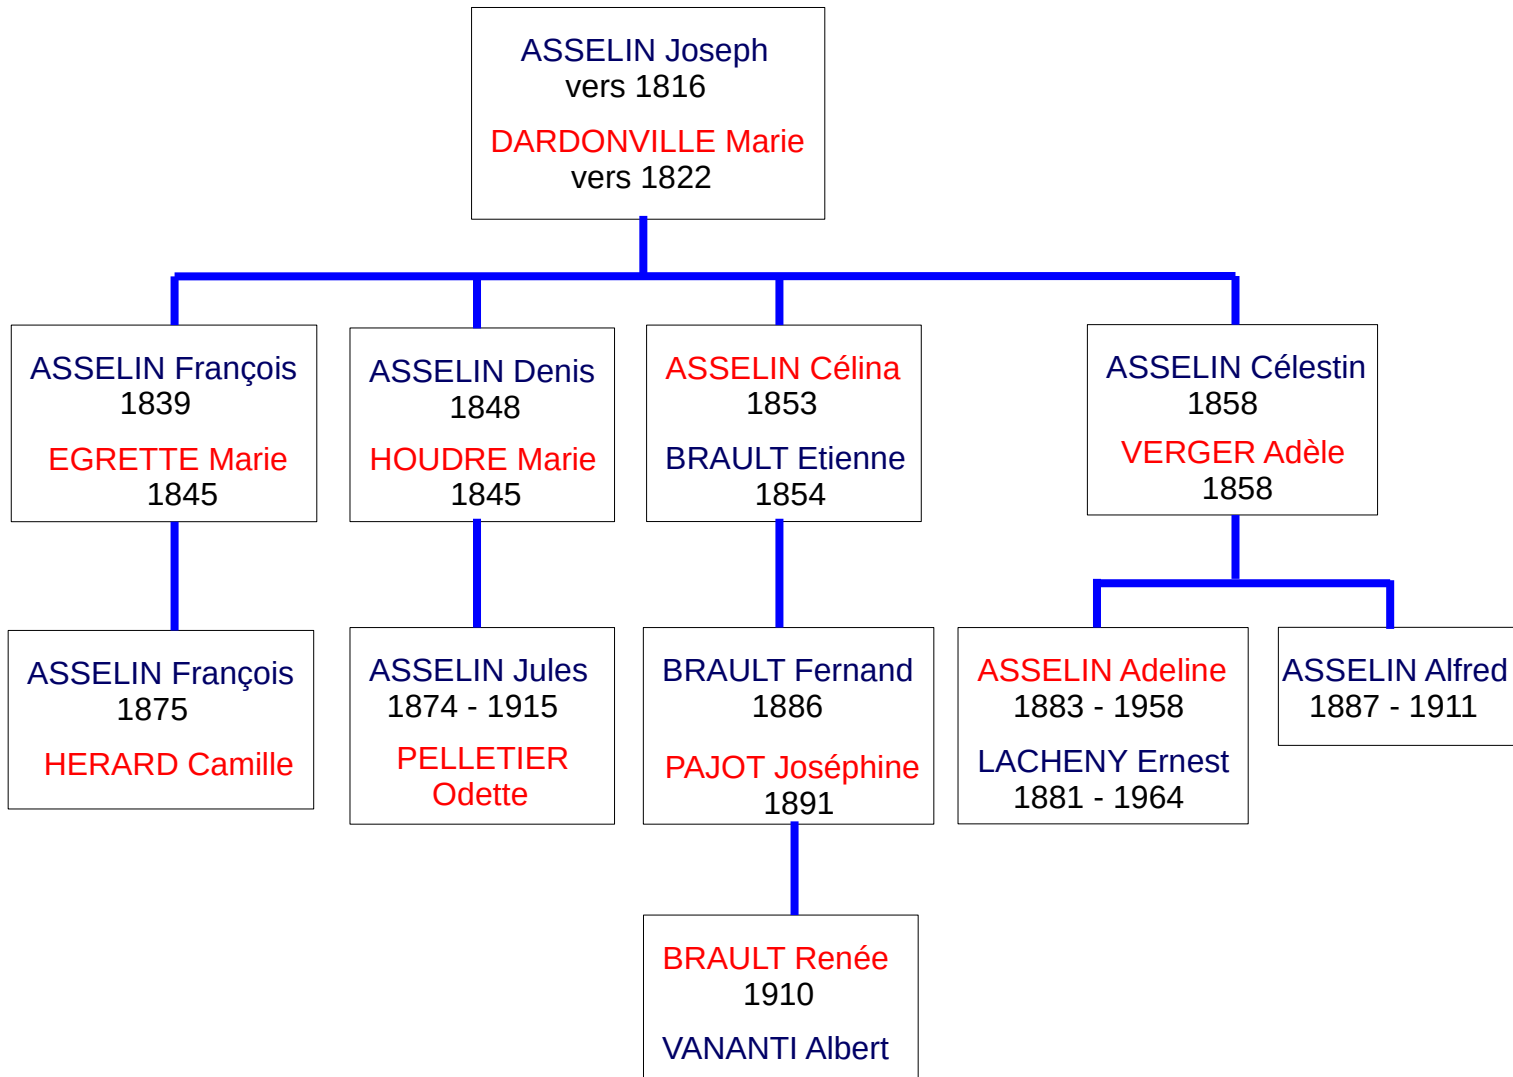 ASSELIN Joseph
vers 1816
DARDONVILLE Marie
vers 1822
ASSELIN François
1839
EGRETTE Marie
1845
ASSELIN Denis
1848
HOUDRE Marie
1845
ASSELIN Célina
1853
BRAULT Etienne
1854
ASSELIN Célestin
1858
VERGER Adèle
1858
ASSELIN François
1875
HERARD Camille
ASSELIN Jules
1874 - 1915
PELLETIER
Odette
BRAULT Fernand
1886
PAJOT Joséphine
1891
ASSELIN Adeline
1883 - 1958
LACHENY Ernest
1881 - 1964
ASSELIN Alfred
1887 - 1911
BRAULT Renée
1910
VANANTI Albert